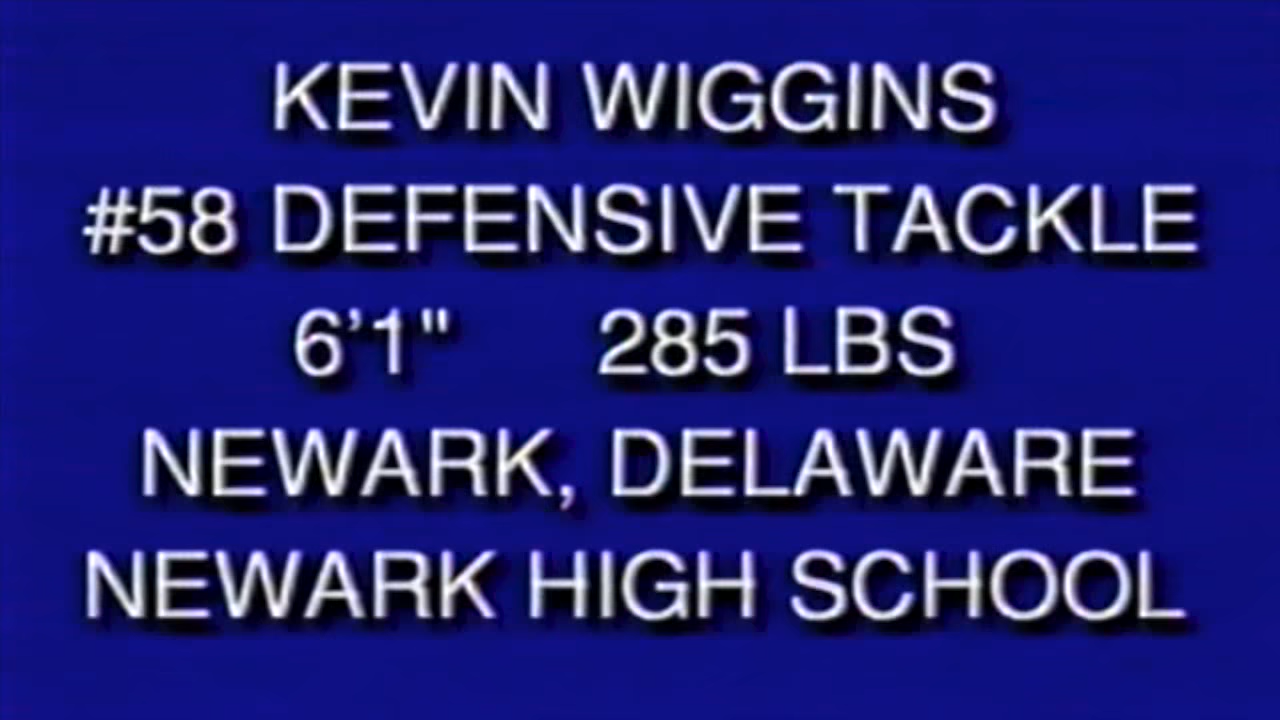 KEVIN WIGGINS
#58 DEFENSIVE TACKLE
6'1" 285 LBS
NEWARK, DELAWARE
NEWARK HIGH SCHOOL